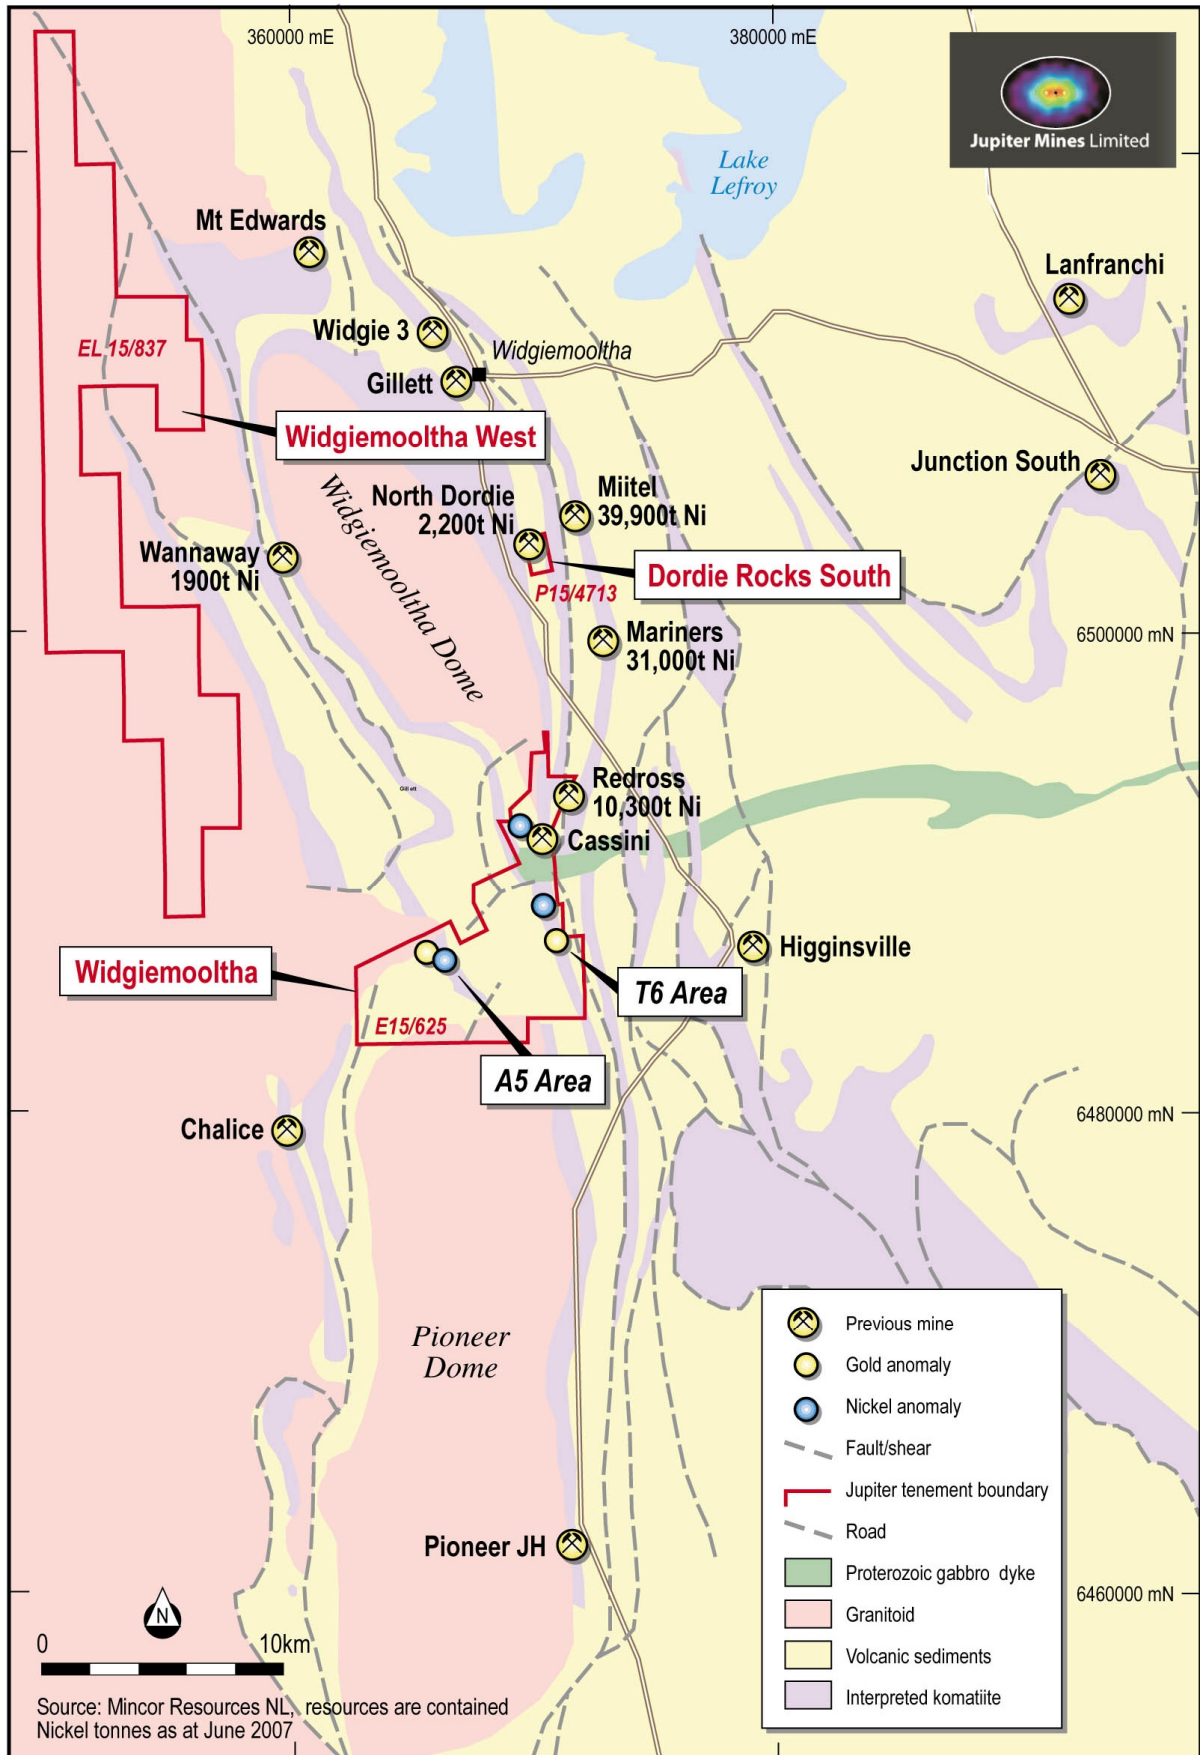 360000 mE
380000 mE
Jupiter Mines Limited
Lake
Lefroy
Mt Edwards
Lanfranchi
Widgie 3
Widgiemooltha
EL 15/837
Gillett
Widgiemooltha West
Junction South
Widgiemooltha Dome
North Dordie
2,200t Ni
Miitel
39,900t Ni
Wannaway
1900t Ni
Dordie Rocks South
P15/4713
Mariners
31,000t Ni
6500000 mN
Redross
10,300t Ni
Gillett
Cassini
Higginsville
Widgiemooltha
T6 Area
E15/625
A5 Area
6480000 mN
Chalice
Pioneer
Dome
Pioneer JH
6460000 mN
Previous mine
Gold anomaly
Nickel anomaly
Fault/shear
Jupiter tenement boundary
Road
Proterozoic gabbro dyke
Granitoid
Volcanic sediments
Interpreted komatiite
N
0
10km
Source: Mincor Resources NL, resources are contained
Nickel tonnes as at June 2007